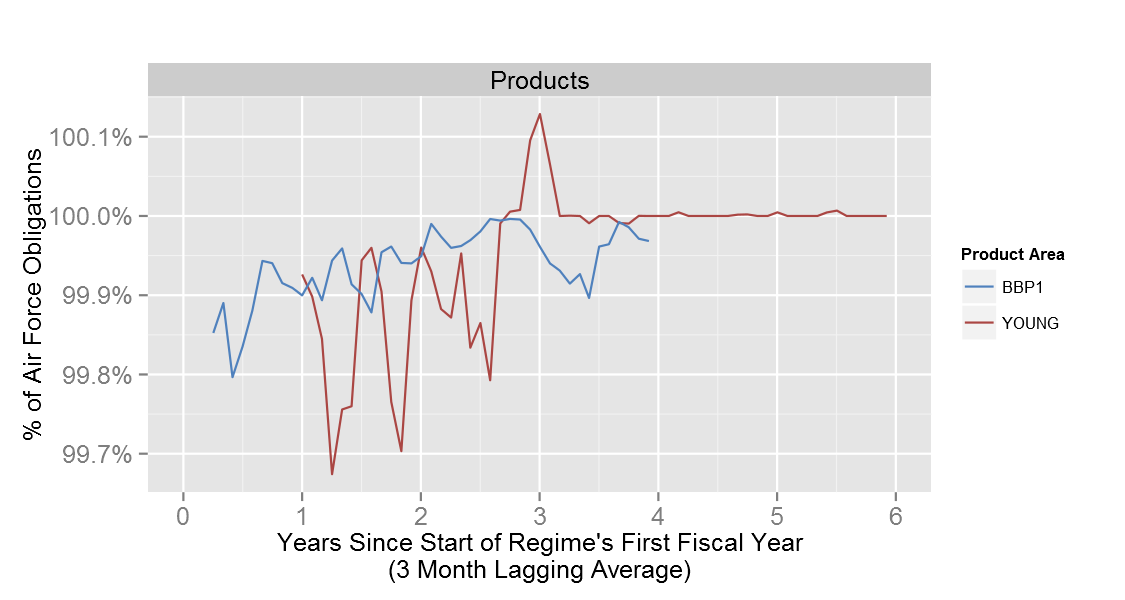 Products
100.1%
100.0%
99.9%
99.8%
99.7%
% of Air Force Obligations
0 1 2 3 4 5 6
Years Since Start of Regime's First Fiscal Year
(3 Month Lagging Average)
Product Area
BBP1
YOUNG